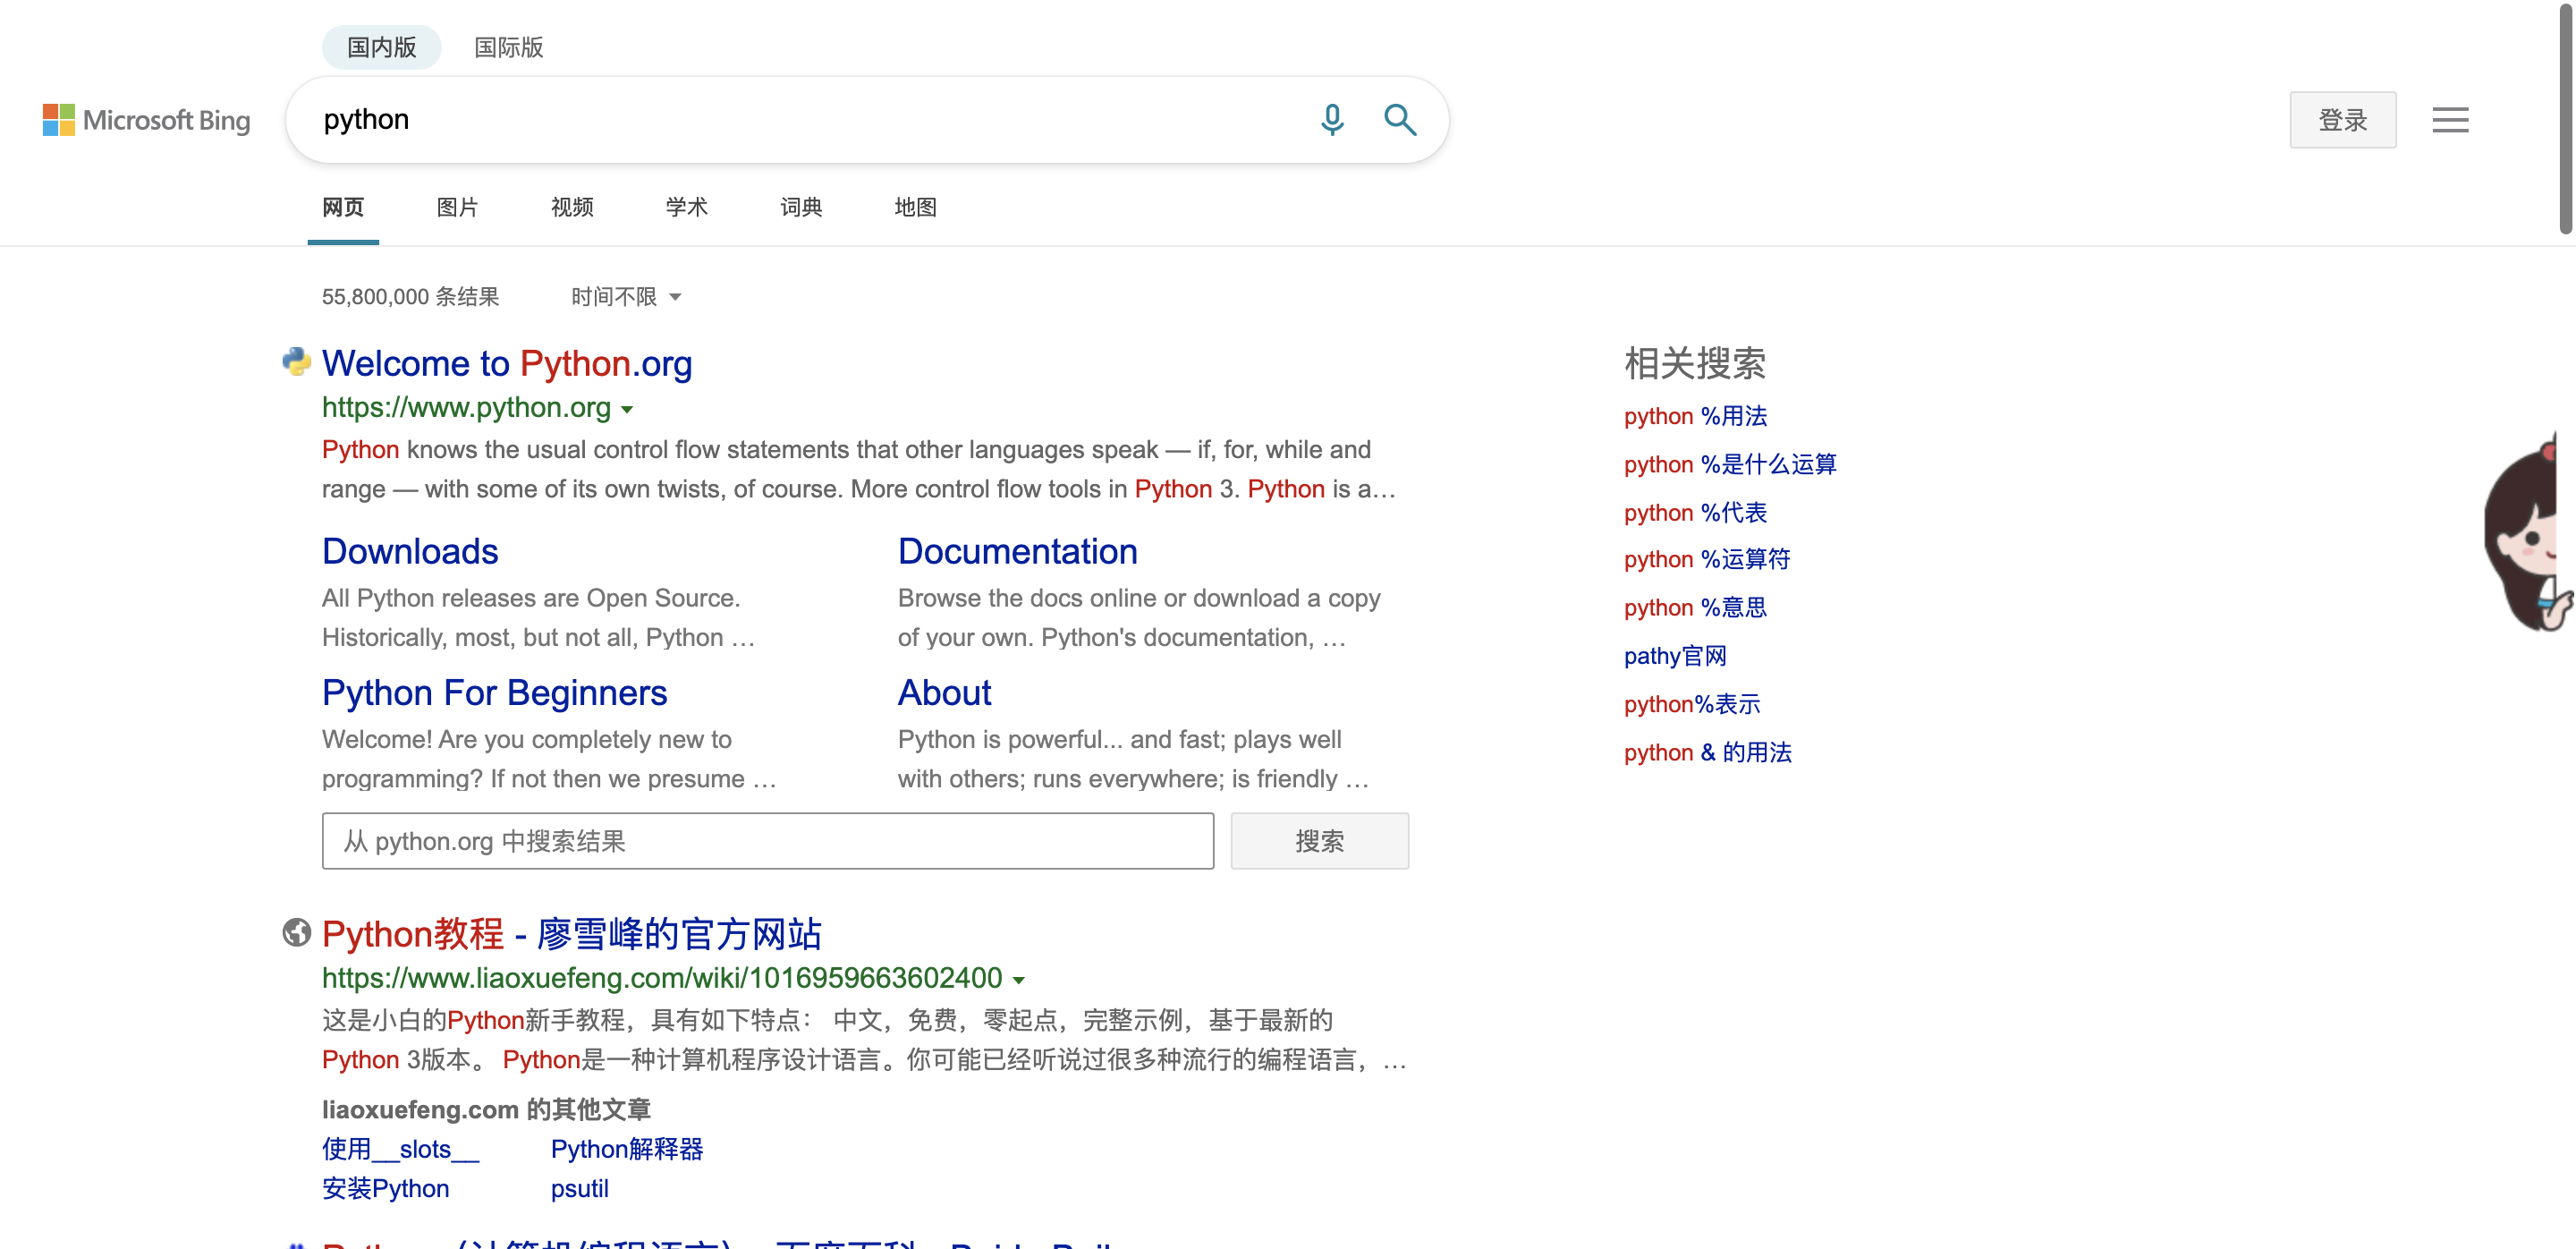 国内版 国际版
Microsoft Bing
python
登录
网页 图片 视频 学术 词典 地图
55,800,000 条结果 时间不限
Welcome to Python.org
https://www.python.org
Python knows the usual control flow statements that other languages speak — if, for, while and
range — with some of its own twists, of course. More control flow tools in Python 3. Python is a…
Downloads
All Python releases are Open Source.
Historically, most, but not all, Python …
Documentation
Browse the docs online or download a copy
of your own. Python's documentation, …
Python For Beginners
Welcome! Are you completely new to
programming? If not then we presume …
About
Python is powerful... and fast; plays well
with others; runs everywhere; is friendly …
从 python.org 中搜索结果
搜索
Python教程 - 廖雪峰的官方网站
https://www.liaoxuefeng.com/wiki/1016959663602400
这是小白的Python新手教程，具有如下特点： 中文，免费，零起点，完整示例，基于最新的
Python 3版本。 Python是一种计算机程序设计语言。你可能已经听说过很多种流行的编程语言，…
liaoxuefeng.com 的其他文章
使用__slots__ Python解释器
安装Python psutil
相关搜索
python %用法
python %是什么运算
python %代表
python %运算符
python %意思
pathy官网
python%表示
python & 的用法